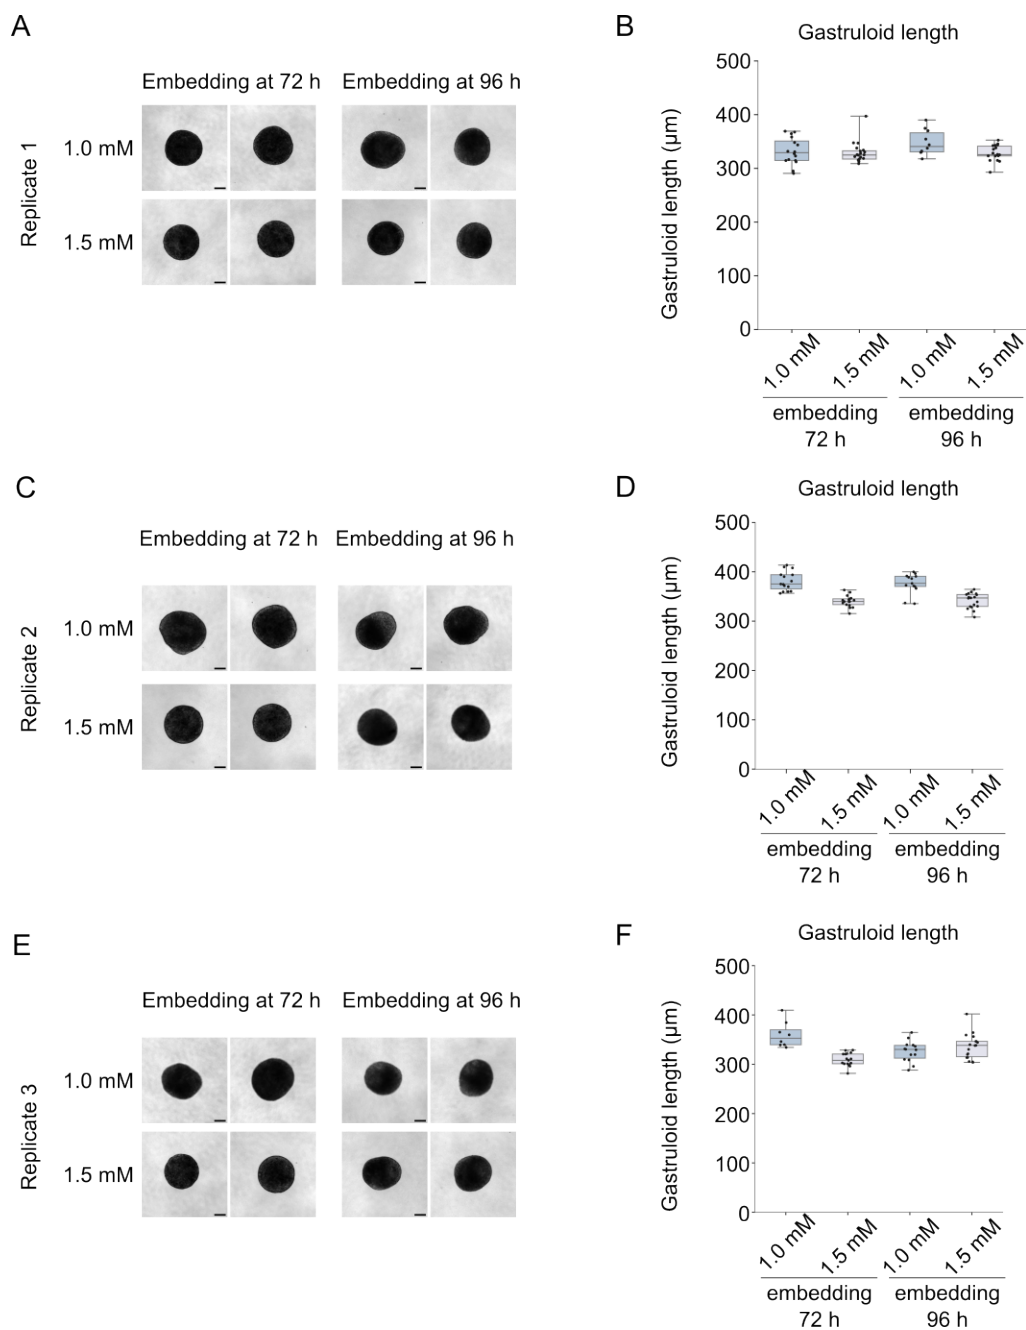 A
Embedding at 72 h Embedding at 96 h
Replicate 1
1.0 mM
1.5 mM
B
Gastruloid length
Gastruloid length (µm)
500
400
300
200
100
0
1.0 mM 1.5 mM 1.0 mM 1.5 mM
embedding embedding
72 h 96 h
C
Embedding at 72 h Embedding at 96 h
Replicate 2
1.0 mM
1.5 mM
D
Gastruloid length
Gastruloid length (µm)
500
400
300
200
100
0
1.0 mM 1.5 mM 1.0 mM 1.5 mM
embedding embedding
72 h 96 h
E
Embedding at 72 h Embedding at 96 h
Replicate 3
1.0 mM
1.5 mM
F
Gastruloid length
Gastruloid length (µm)
500
400
300
200
100
0
1.0 mM 1.5 mM 1.0 mM 1.5 mM
embedding embedding
72 h 96 h